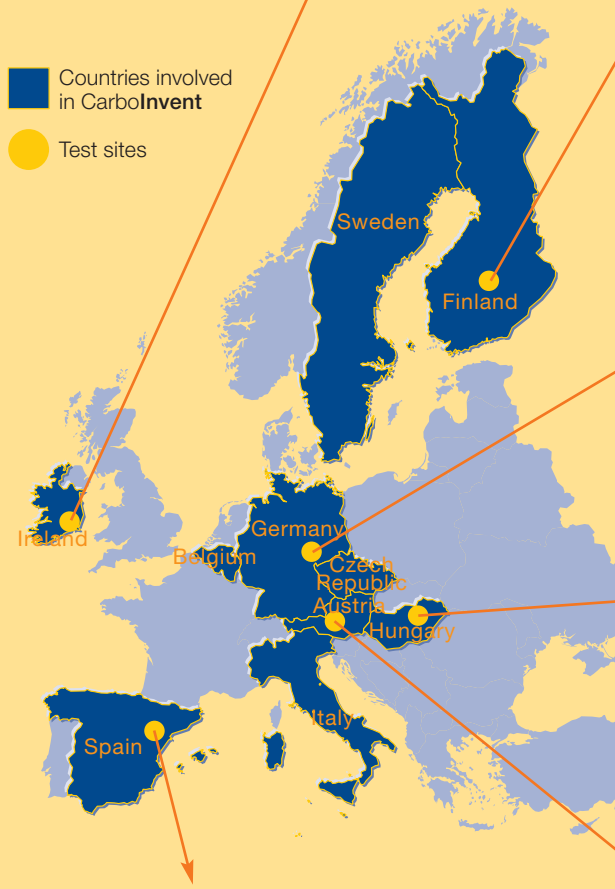 Countries involved
in CarboInvent
Test sites
Sweden
Finland
Ireland
Germany
Belgium
Czech
Republic
Austria
Hungary
Italy
Spain